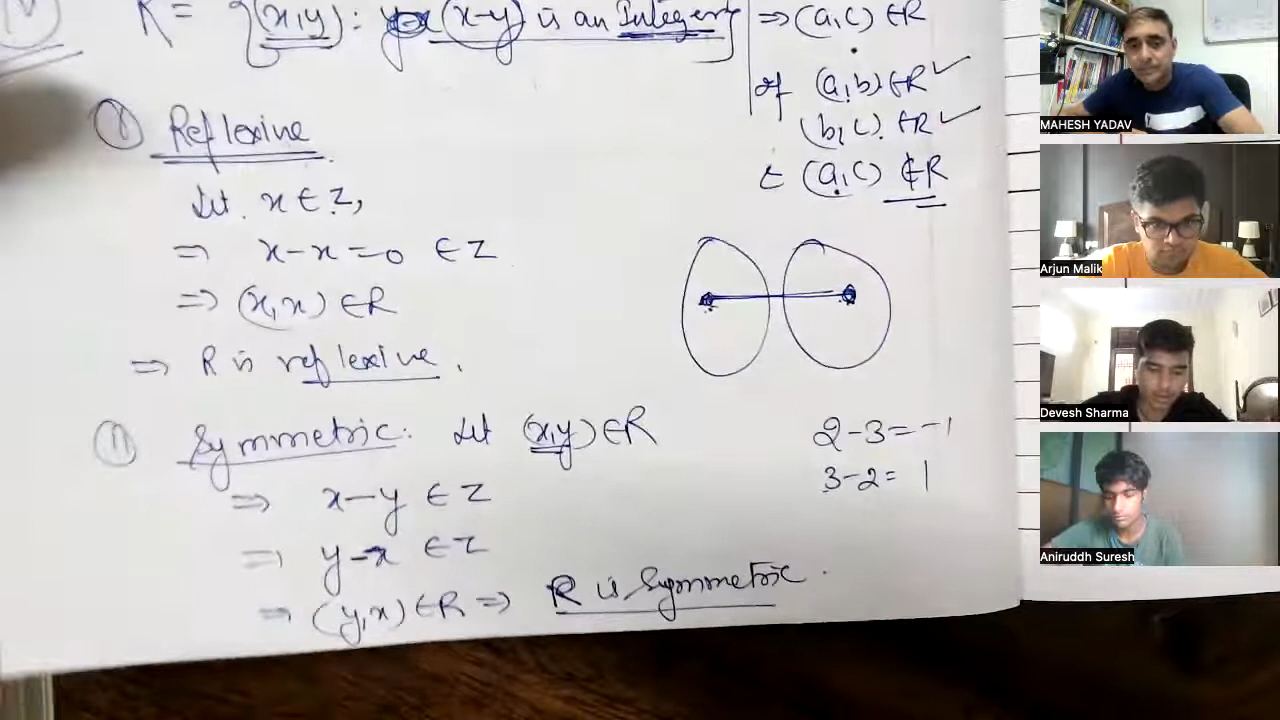 R = {(x,y) : (x-y) is an Integer}
(i) Reflexive
Let x ∈ Z,
⇒ x-x=0 ∈ Z
⇒ (x,x) ∈R
⇒ R is reflexive.
(ii) Symmetric: Let (x,y) ∈R
⇒ x-y ∈ Z
⇒ y-x ∈ Z
⇒ (y,x) ∈R ⇒ R is Symmetric.
⇒ (a,c) ∈R
if (a,b) ∈R ✓
(b,c) ∈R ✓
& (a,c) ∉R
2-3=-1
3-2= 1
MAHESH YADAV
Arjun Malik
Devesh Sharma
Aniruddh Suresh